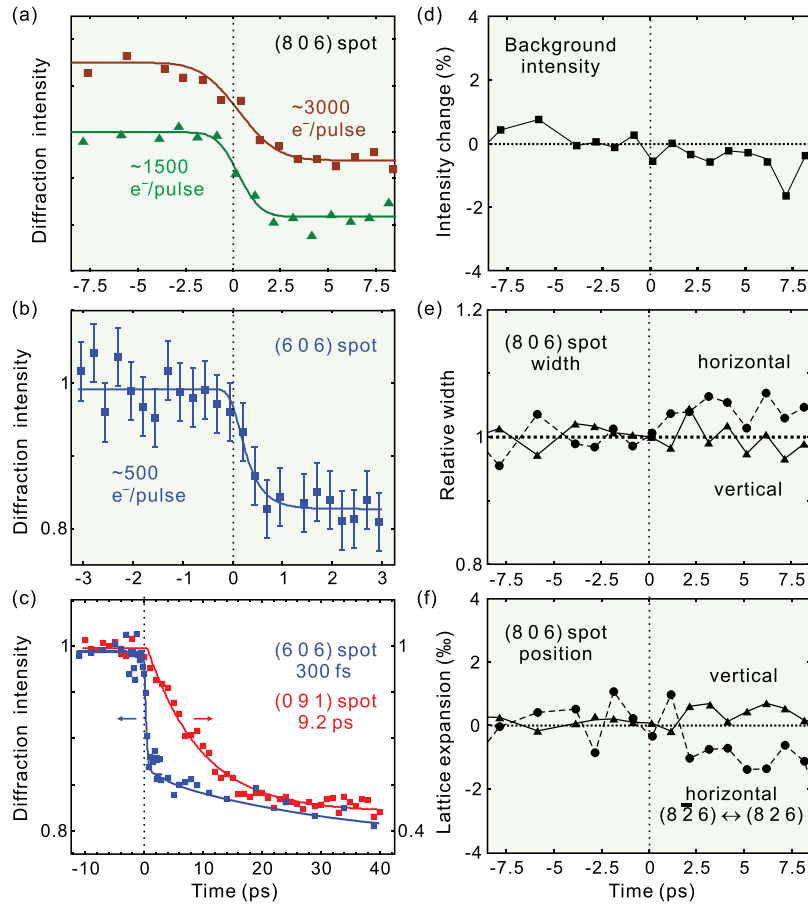 (a)
(8 0 6) spot
~3000
e⁻/pulse
~1500
e⁻/pulse
Diffraction intensity
-7.5 -5 -2.5 0 2.5 5 7.5
(b)
(6 0 6) spot
1
~500
e⁻/pulse
0.8
Diffraction intensity
-3 -2 -1 0 1 2 3
(c)
1 1
(6 0 6) spot
300 fs
(0 9 1) spot
9.2 ps
0.8 0.4
Diffraction intensity
-10 0 10 20 30 40
Time (ps)
(d)
4
Background
intensity
2
0
-2
-4
Intensity change (%)
-7.5 -5 -2.5 0 2.5 5 7.5
(e)
1.2
(8 0 6) spot
width
horizontal
1.0
vertical
0.8
Relative width
-7.5 -5 -2.5 0 2.5 5 7.5
(f)
4
(8 0 6) spot
position
2
vertical
0
-2
horizontal
(8 2̅ 6) ↔ (8 2 6)
-4
Lattice expansion (‰)
-7.5 -5 -2.5 0 2.5 5 7.5
Time (ps)